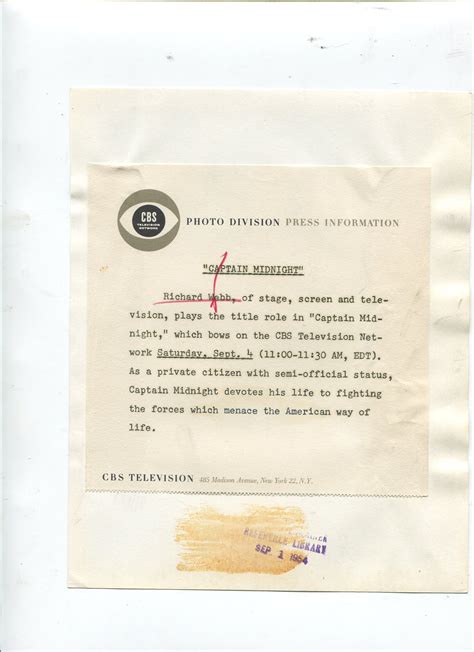 CBS
TELEVISION
NETWORK
PHOTO DIVISION PRESS INFORMATION
"CAPTAIN MIDNIGHT"
Richard Webb, of stage, screen and tele-
vision, plays the title role in "Captain Mid-
night," which bows on the CBS Television Net-
work Saturday, Sept. 4 (11:00-11:30 AM, EDT).
As a private citizen with semi-official status,
Captain Midnight devotes his life to fighting
the forces which menace the American way of
life.
CBS TELEVISION 485 Madison Avenue, New York 22, N.Y.
REFERENCE LIBRARY
SEP 1 1954